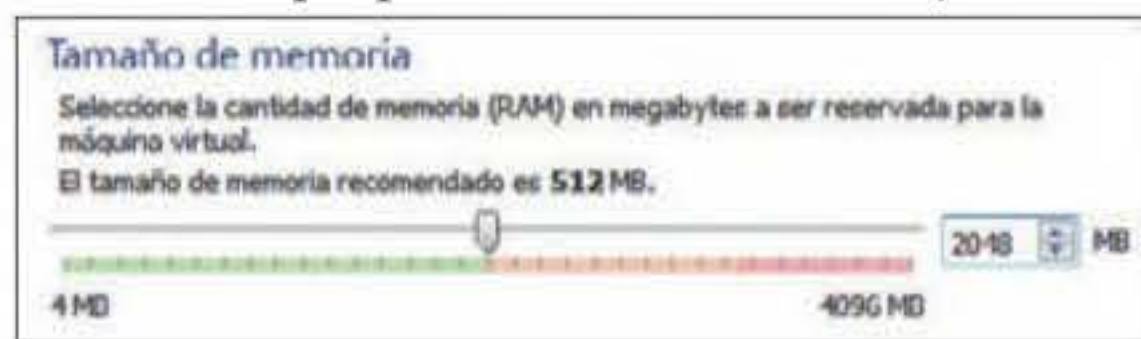 Tamaño de memoria
Seleccione la cantidad de memoria (RAM) en megabytes a ser reservada para la
máquina virtual.
El tamaño de memoria recomendado es 512 MB.
2048 MB
4 MB 4096 MB